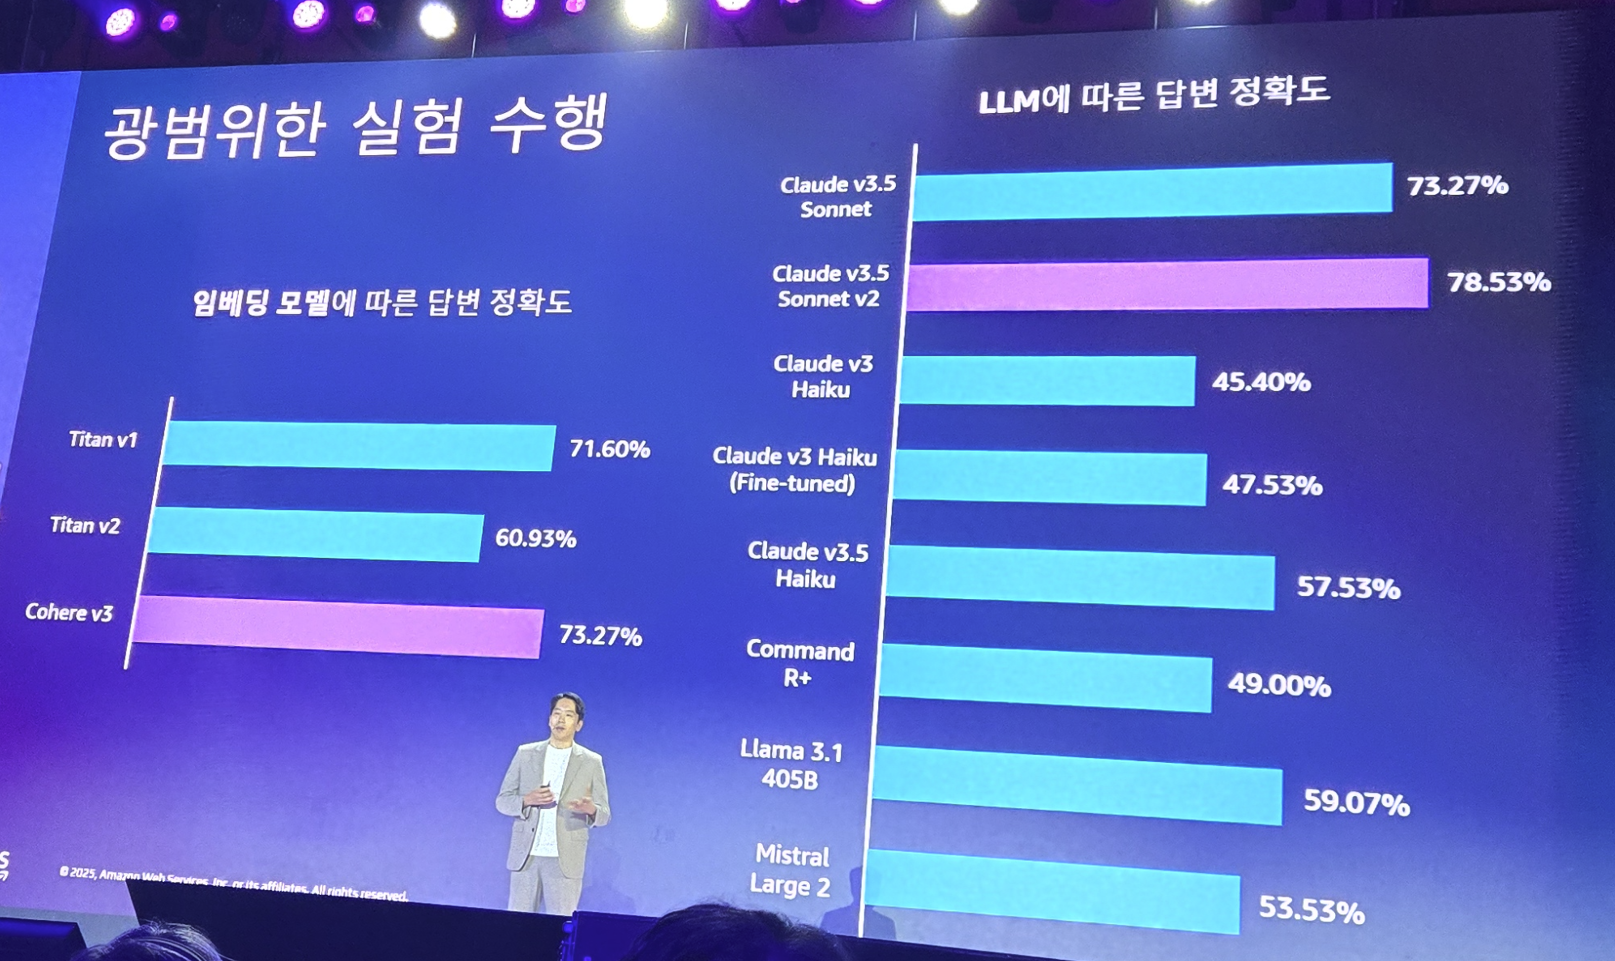 광범위한 실험 수행
임베딩 모델에 따른 답변 정확도
Titan v1
71.60%
Titan v2
60.93%
Cohere v3
73.27%
LLM에 따른 답변 정확도
Claude v3.5
Sonnet
73.27%
Claude v3.5
Sonnet v2
78.53%
Claude v3
Haiku
45.40%
Claude v3 Haiku
(Fine-tuned)
47.53%
Claude v3.5
Haiku
57.53%
Command
R+
49.00%
Llama 3.1
405B
59.07%
Mistral
Large 2
53.53%
© 2025, Amazon Web Services, Inc. or its affiliates. All rights reserved.